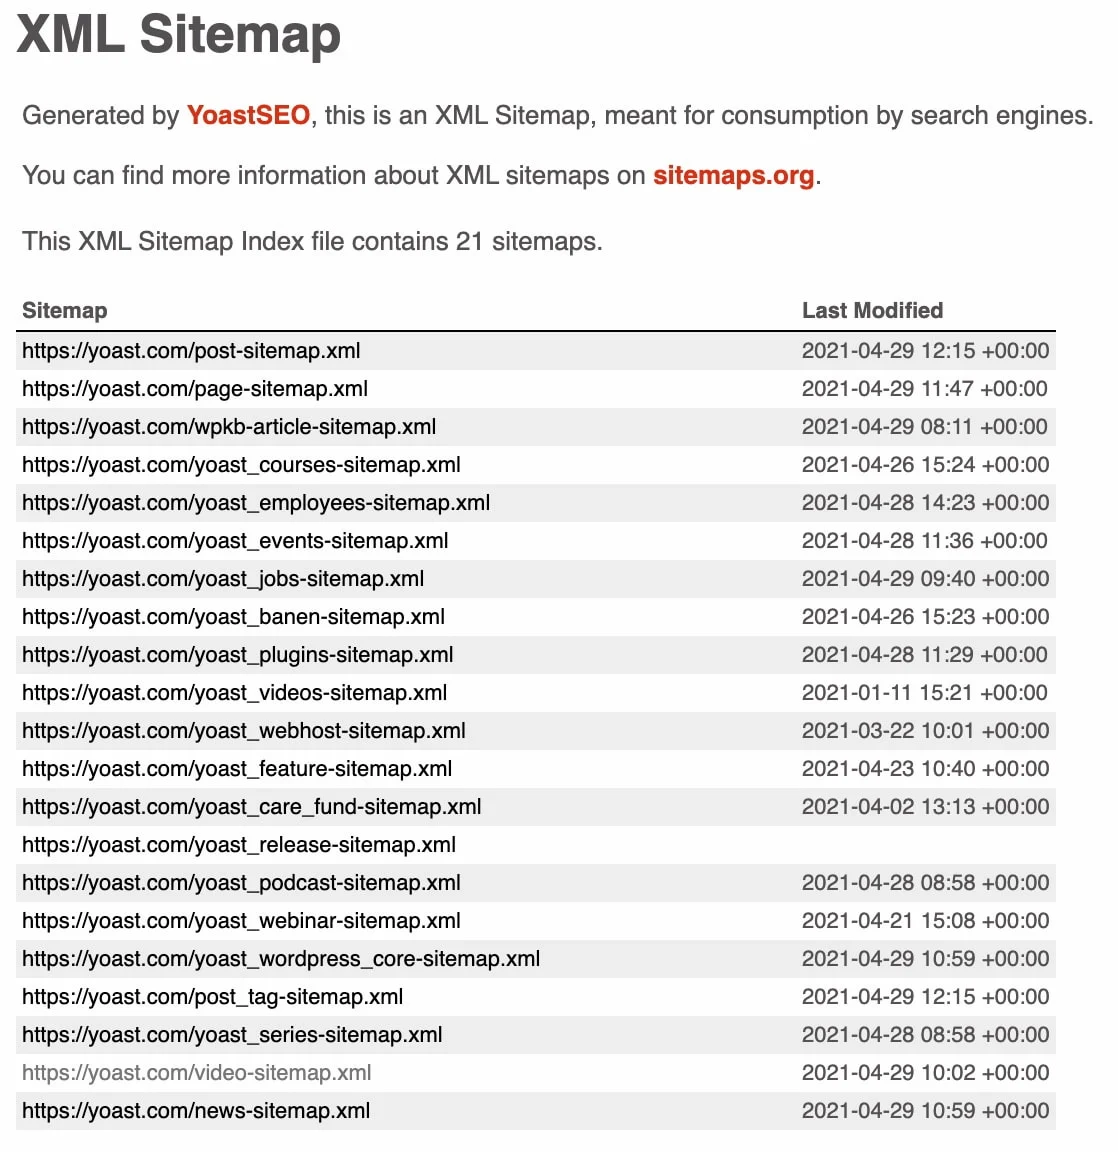 XML Sitemap
Generated by YoastSEO, this is an XML Sitemap, meant for consumption by search engines.
You can find more information about XML sitemaps on sitemaps.org.
This XML Sitemap Index file contains 21 sitemaps.
Sitemap Last Modified
https://yoast.com/post-sitemap.xml 2021-04-29 12:15 +00:00
https://yoast.com/page-sitemap.xml 2021-04-29 11:47 +00:00
https://yoast.com/wpkb-article-sitemap.xml 2021-04-29 08:11 +00:00
https://yoast.com/yoast_courses-sitemap.xml 2021-04-26 15:24 +00:00
https://yoast.com/yoast_employees-sitemap.xml 2021-04-28 14:23 +00:00
https://yoast.com/yoast_events-sitemap.xml 2021-04-28 11:36 +00:00
https://yoast.com/yoast_jobs-sitemap.xml 2021-04-29 09:40 +00:00
https://yoast.com/yoast_banen-sitemap.xml 2021-04-26 15:23 +00:00
https://yoast.com/yoast_plugins-sitemap.xml 2021-04-28 11:29 +00:00
https://yoast.com/yoast_videos-sitemap.xml 2021-01-11 15:21 +00:00
https://yoast.com/yoast_webhost-sitemap.xml 2021-03-22 10:01 +00:00
https://yoast.com/yoast_feature-sitemap.xml 2021-04-23 10:40 +00:00
https://yoast.com/yoast_care_fund-sitemap.xml 2021-04-02 13:13 +00:00
https://yoast.com/yoast_release-sitemap.xml
https://yoast.com/yoast_podcast-sitemap.xml 2021-04-28 08:58 +00:00
https://yoast.com/yoast_webinar-sitemap.xml 2021-04-21 15:08 +00:00
https://yoast.com/yoast_wordpress_core-sitemap.xml 2021-04-29 10:59 +00:00
https://yoast.com/post_tag-sitemap.xml 2021-04-29 12:15 +00:00
https://yoast.com/yoast_series-sitemap.xml 2021-04-28 08:58 +00:00
https://yoast.com/video-sitemap.xml 2021-04-29 10:02 +00:00
https://yoast.com/news-sitemap.xml 2021-04-29 10:59 +00:00